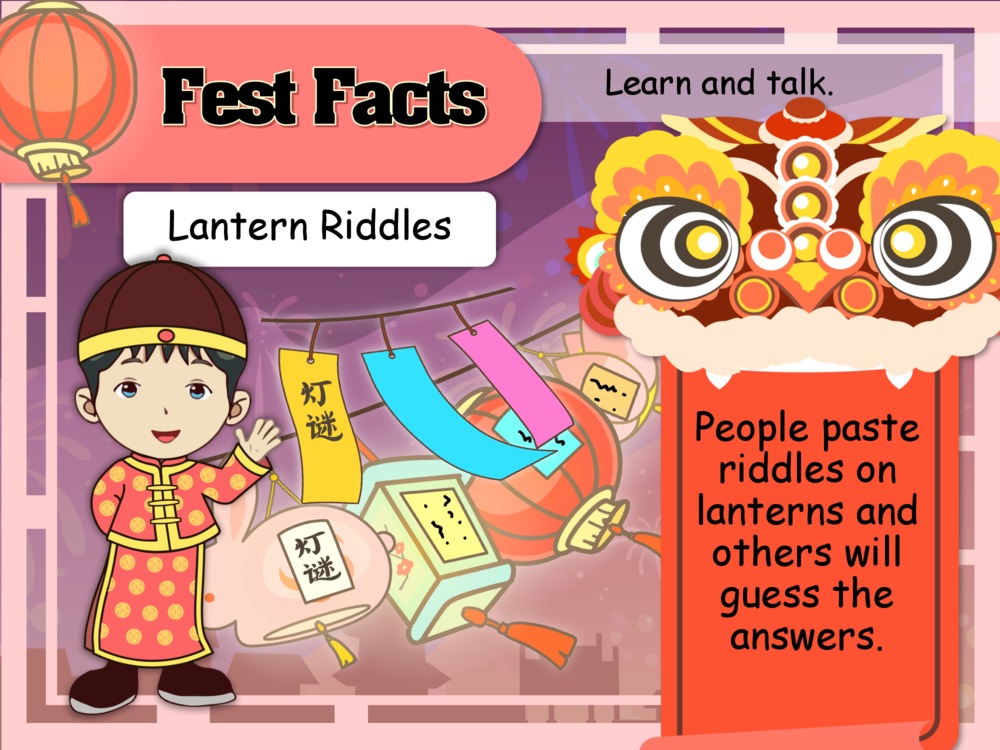 Fest Facts
Learn and talk.
Lantern Riddles
灯
谜
灯
谜
People paste
riddles on
lanterns and
others will
guess the
answers.